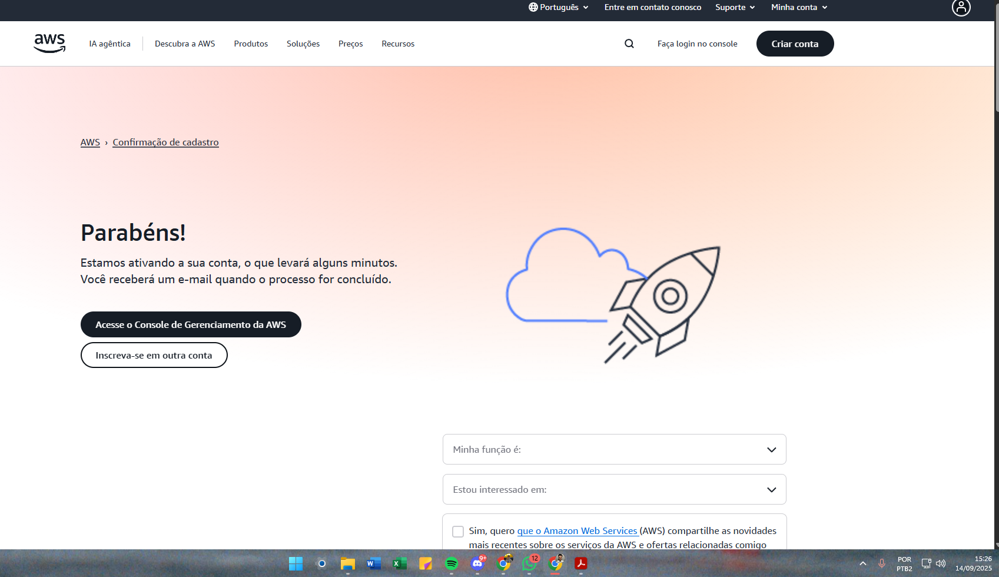 Português
Entre em contato conosco
Suporte
Minha conta
aws
IA agêntica
Descubra a AWS
Produtos
Soluções
Preços
Recursos
Faça login no console
Criar conta
AWS › Confirmação de cadastro
Parabéns!
Estamos ativando a sua conta, o que levará alguns minutos.
Você receberá um e-mail quando o processo for concluído.
Acesse o Console de Gerenciamento da AWS
Inscreva-se em outra conta
Minha função é:
Estou interessado em:
Sim, quero que o Amazon Web Services (AWS) compartilhe as novidades
mais recentes sobre os serviços da AWS e ofertas relacionadas comigo
9+
12
POR
PTB2
15:26
14/09/2025